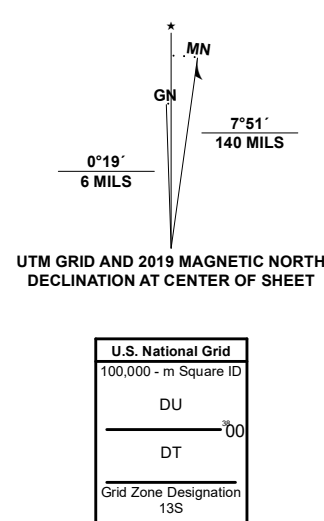 ★
MN
GN
7°51´
140 MILS
0°19´
6 MILS
UTM GRID AND 2019 MAGNETIC NORTH
DECLINATION AT CENTER OF SHEET
U.S. National Grid
100,000 - m Square ID
DU
³⁹00
DT
Grid Zone Designation
13S